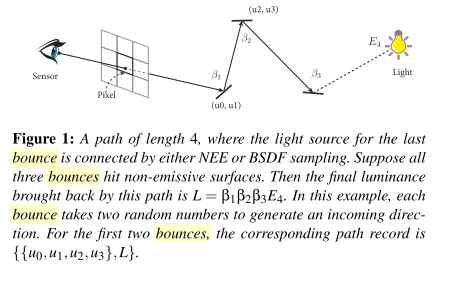 (u2, u3)
β2
E4
Sensor
β1
β3
Light
Pixel
(u0, u1)
Figure 1: A path of length 4, where the light source for the last
bounce is connected by either NEE or BSDF sampling. Suppose all
three bounces hit non-emissive surfaces. Then the final luminance
brought back by this path is L = β1β2β3E4. In this example, each
bounce takes two random numbers to generate an incoming direc-
tion. For the first two bounces, the corresponding path record is
{{u0,u1,u2,u3},L}.